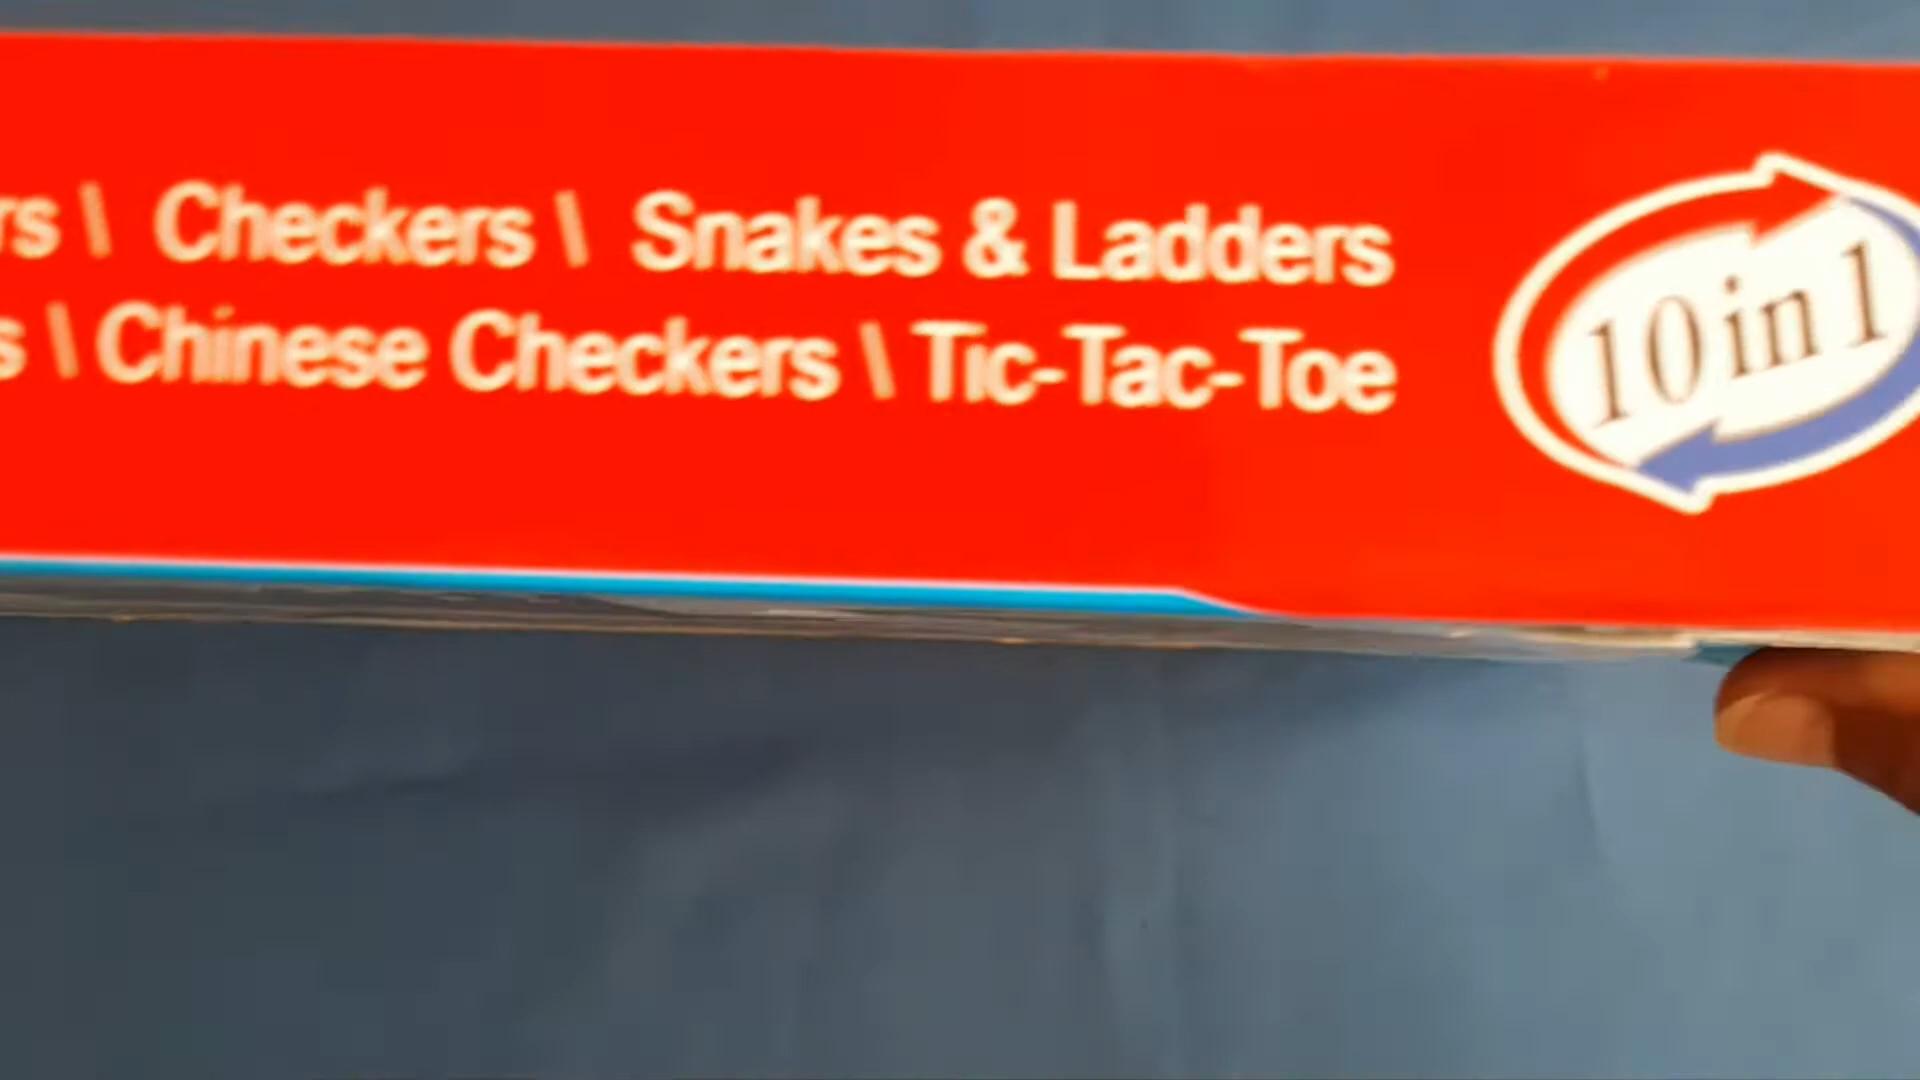 rs \ Checkers \ Snakes & Ladders
s \ Chinese Checkers \ Tic-Tac-Toe
10 in 1